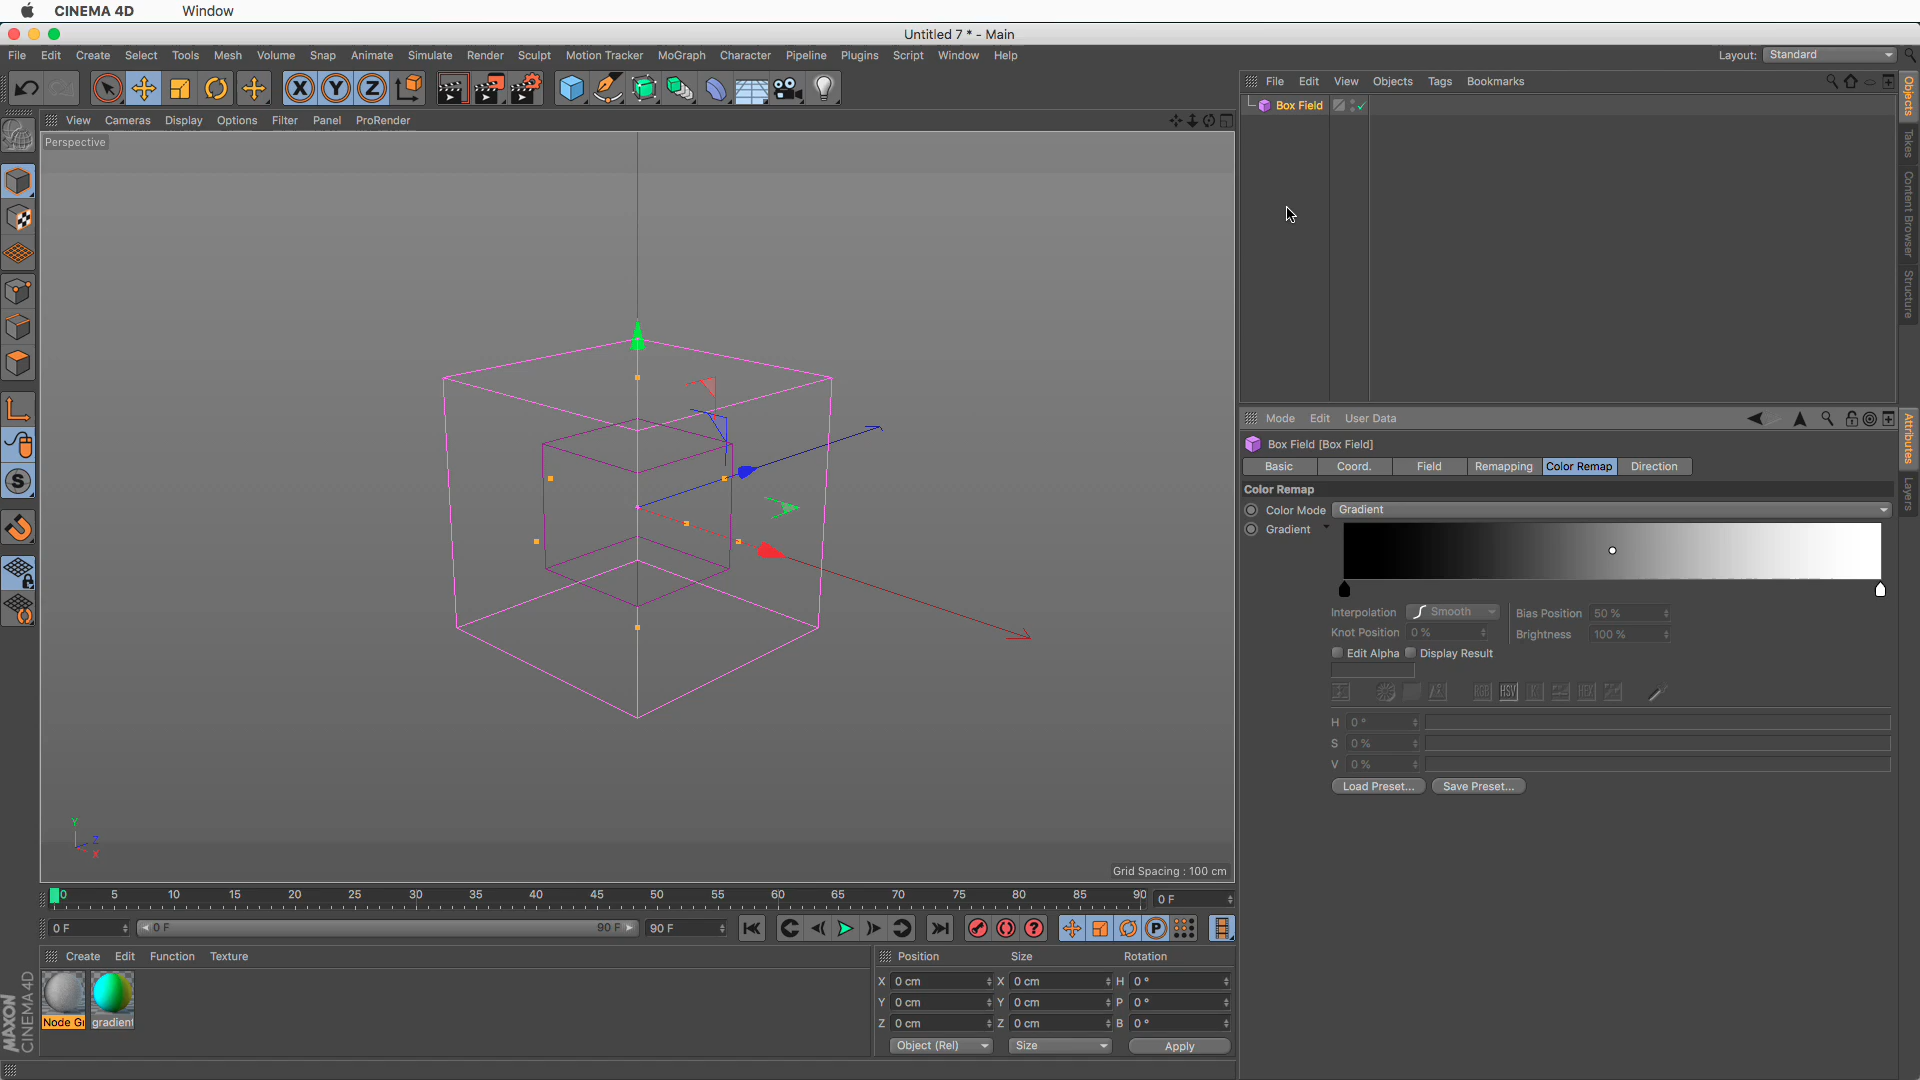 CINEMA 4D Window
Untitled 7 * - Main
File Edit Create Select Tools Mesh Volume Snap Animate Simulate Render Sculpt Motion Tracker MoGraph Character Pipeline Plugins Script Window Help Layout: Standard
X Y Z
File Edit View Objects Tags Bookmarks
View Cameras Display Options Filter Panel ProRender
Perspective
Box Field
Objects
Takes
Content Browser
Structure
Mode Edit User Data
Box Field [Box Field]
Basic Coord. Field Remapping Color Remap Direction
Attributes
Layers
Color Remap
Color Mode Gradient
Gradient
Interpolation Smooth Bias Position 50 %
Knot Position 0 % Brightness 100 %
Edit Alpha Display Result
RGB HSV K HEX
H 0 °
S 0 %
V 0 %
Load Preset... Save Preset...
S
Y
Z
X
Grid Spacing : 100 cm
0 5 10 15 20 25 30 35 40 45 50 55 60 65 70 75 80 85 90 0 F
0 F 0 F 90 F 90 F ? P
Create Edit Function Texture
Position Size Rotation
X 0 cm X 0 cm H 0 °
Y 0 cm Y 0 cm P 0 °
Z 0 cm Z 0 cm B 0 °
Object (Rel) Size Apply
Node Gr
gradient
MAXON
CINEMA 4D